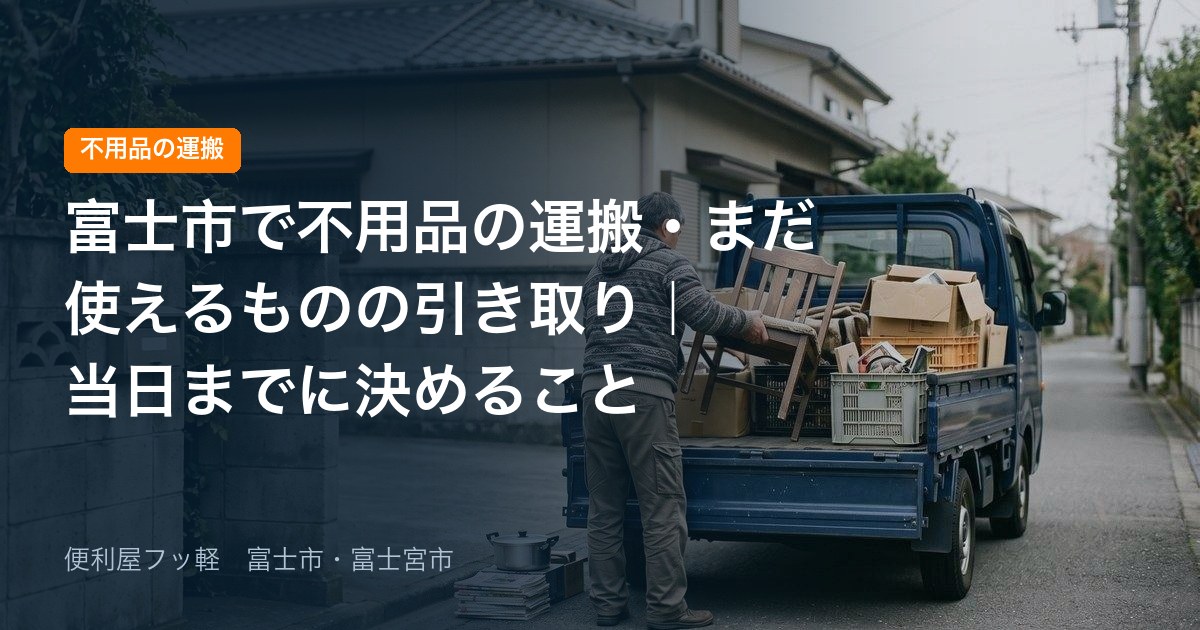 不用品の運搬
富士市で不用品の運搬・まだ
使えるものの引き取り｜
当日までに決めること
便利屋フッ軽　富士市・富士宮市